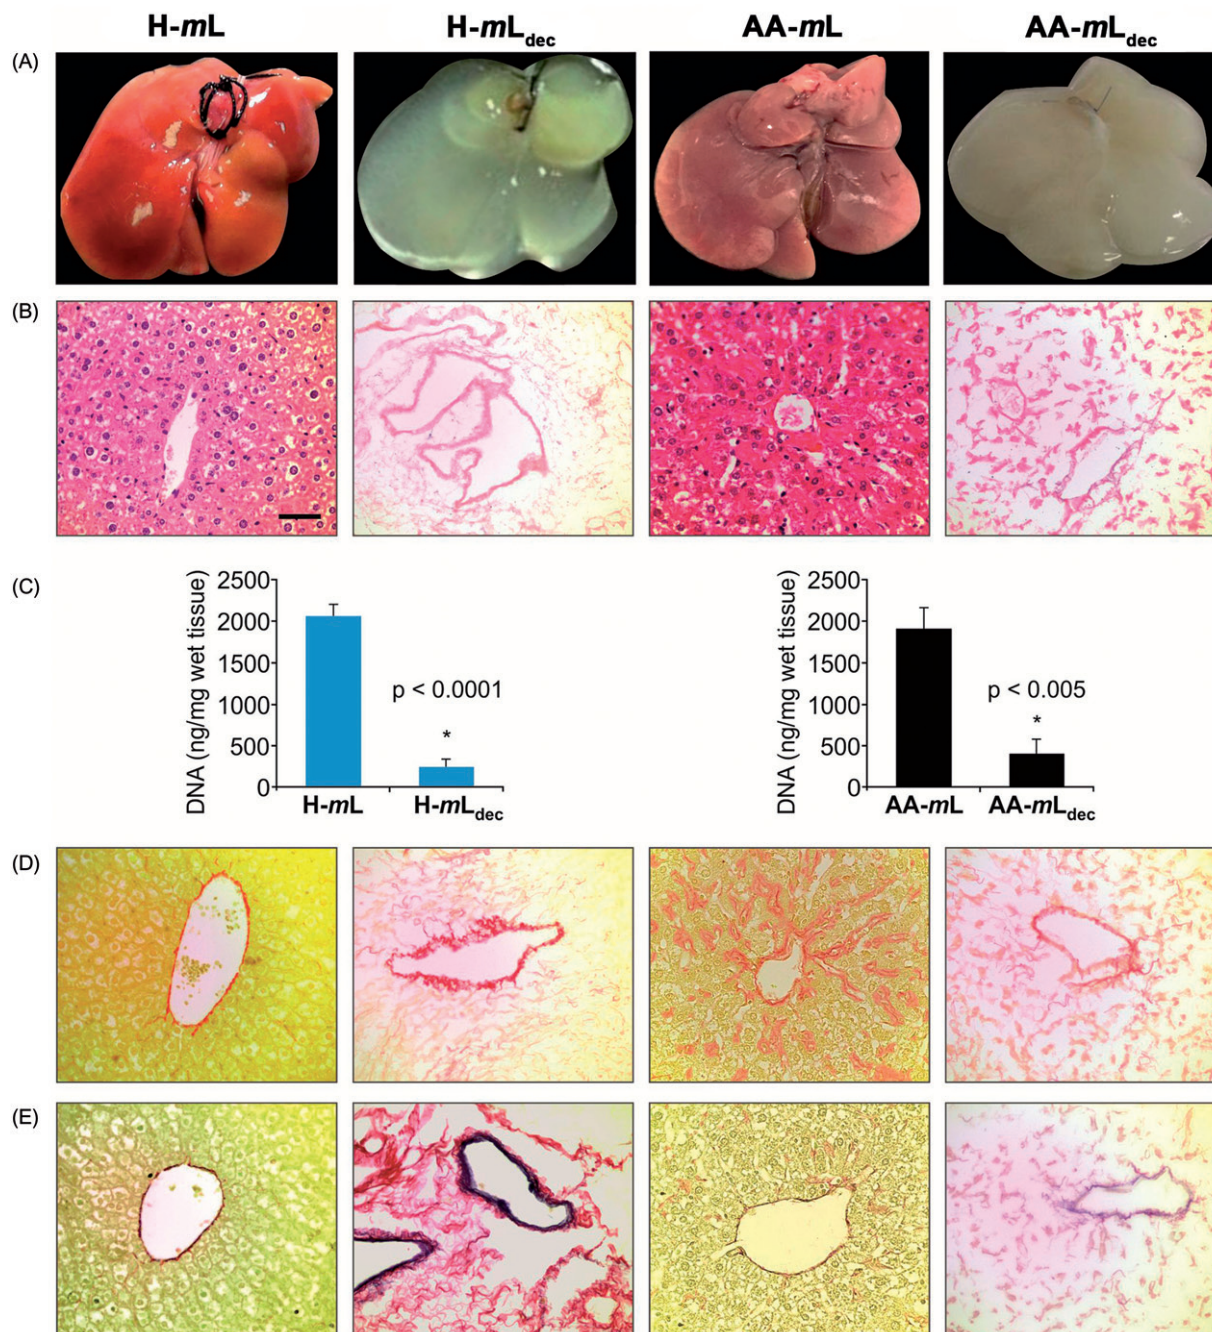 H-mL H-mLdec AA-mL AA-mLdec
(A)
(B)
(C)
DNA (ng/mg wet tissue)
2500
2000
1500
1000
500
0
p < 0.0001
*
H-mL H-mLdec
DNA (ng/mg wet tissue)
2500
2000
1500
1000
500
0
p < 0.005
*
AA-mL AA-mLdec
(D)
(E)